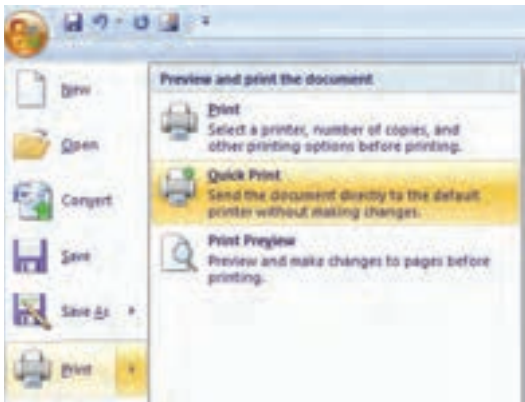 New
Open
Convert
Save
Save As
Print
Preview and print the document
Print
Select a printer, number of copies, and
other printing options before printing.
Quick Print
Send the document directly to the default
printer without making changes.
Print Preview
Preview and make changes to pages before
printing.